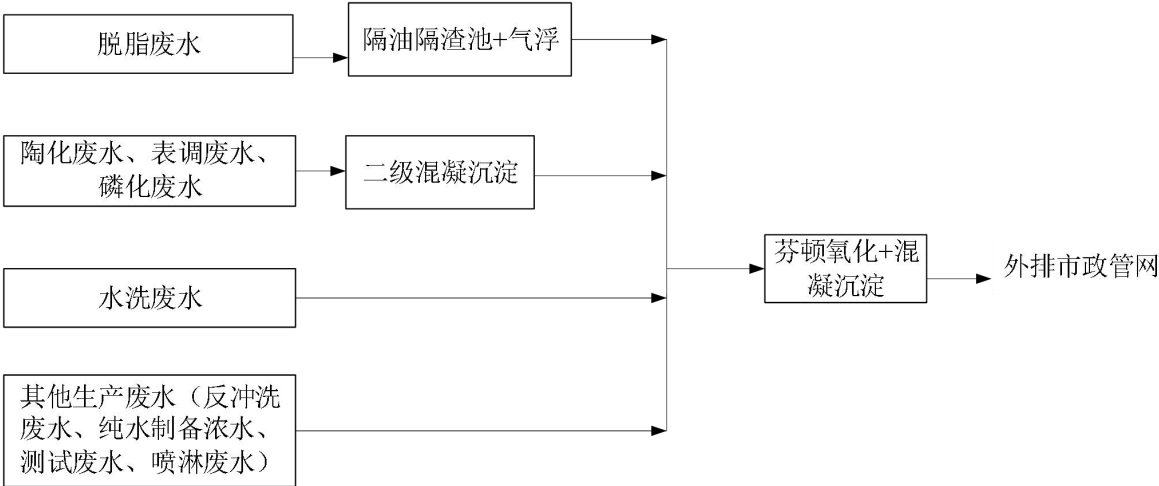 脱脂废水
隔油隔渣池+气浮
陶化废水、表调废水、
磷化废水
二级混凝沉淀
水洗废水
其他生产废水（反冲洗
废水、纯水制备浓水、
测试废水、喷淋废水）
芬顿氧化+混
凝沉淀
外排市政管网